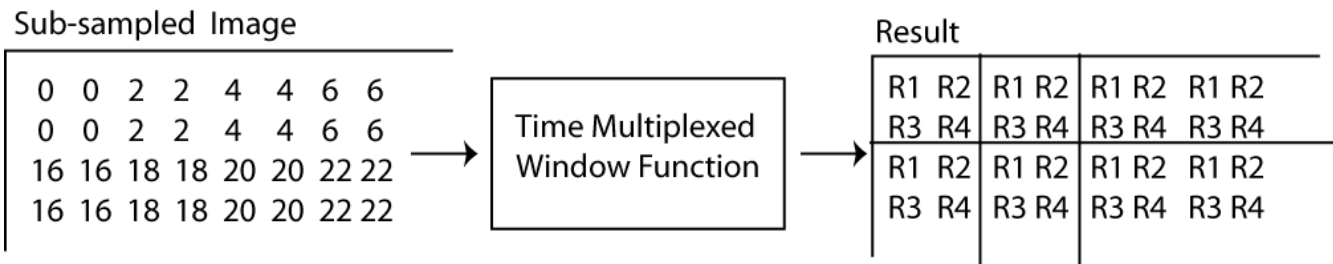 Sub-sampled Image
0 0 2 2 4 4 6 6
0 0 2 2 4 4 6 6
16 16 18 18 20 20 22 22
16 16 18 18 20 20 22 22
Time Multiplexed
Window Function
Result
R1 R2 R1 R2 R1 R2 R1 R2
R3 R4 R3 R4 R3 R4 R3 R4
R1 R2 R1 R2 R1 R2 R1 R2
R3 R4 R3 R4 R3 R4 R3 R4